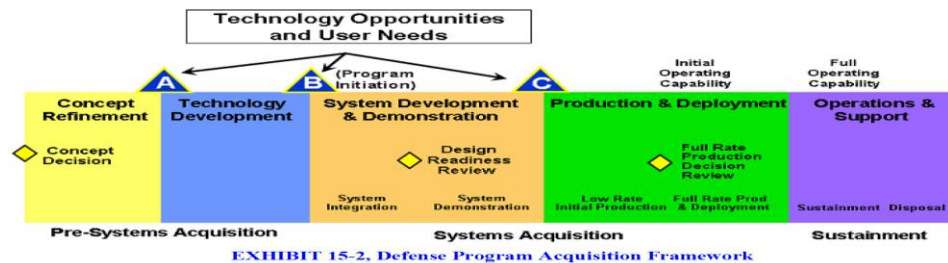 Technology Opportunities
and User Needs
A
B
C
(Program
Initiation)
Initial
Operating
Capability
Full
Operating
Capability
Concept
Refinement
Technology
Development
System Development
& Demonstration
Production & Deployment
Operations &
Support
Concept
Decision
Design
Readiness
Review
Full Rate
Production
Decision
Review
System
Integration
System
Demonstration
Low Rate
Initial Production
Full Rate Prod
& Deployment
Sustainment Disposal
Pre-Systems Acquisition
Systems Acquisition
Sustainment
EXHIBIT 15-2, Defense Program Acquisition Framework